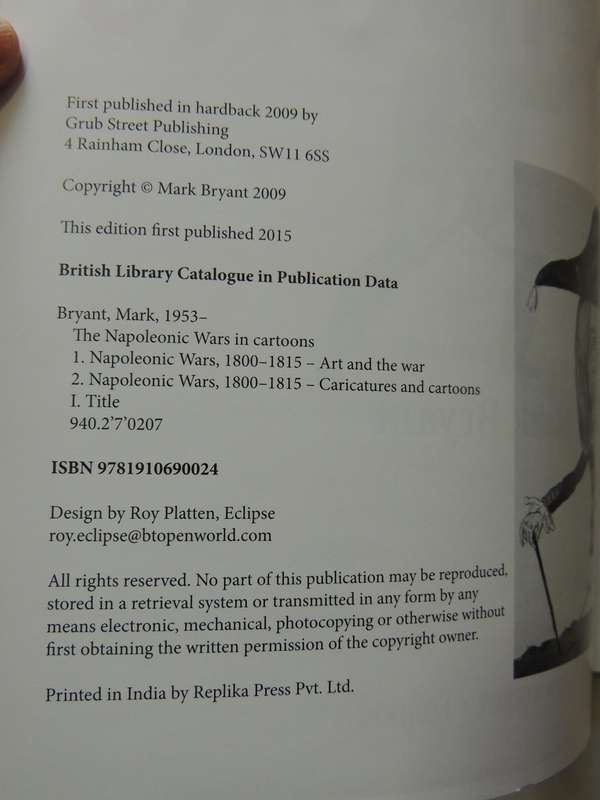 First published in hardback 2009 by
Grub Street Publishing
4 Rainham Close, London, SW11 6SS
Copyright © Mark Bryant 2009
This edition first published 2015
British Library Catalogue in Publication Data
Bryant, Mark, 1953–
The Napoleonic Wars in cartoons
1. Napoleonic Wars, 1800–1815 – Art and the war
2. Napoleonic Wars, 1800–1815 – Caricatures and cartoons
I. Title
940.2'7'0207
ISBN 9781910690024
Design by Roy Platten, Eclipse
roy.eclipse@btopenworld.com
All rights reserved. No part of this publication may be reproduced,
stored in a retrieval system or transmitted in any form by any
means electronic, mechanical, photocopying or otherwise without
first obtaining the written permission of the copyright owner.
Printed in India by Replika Press Pvt. Ltd.